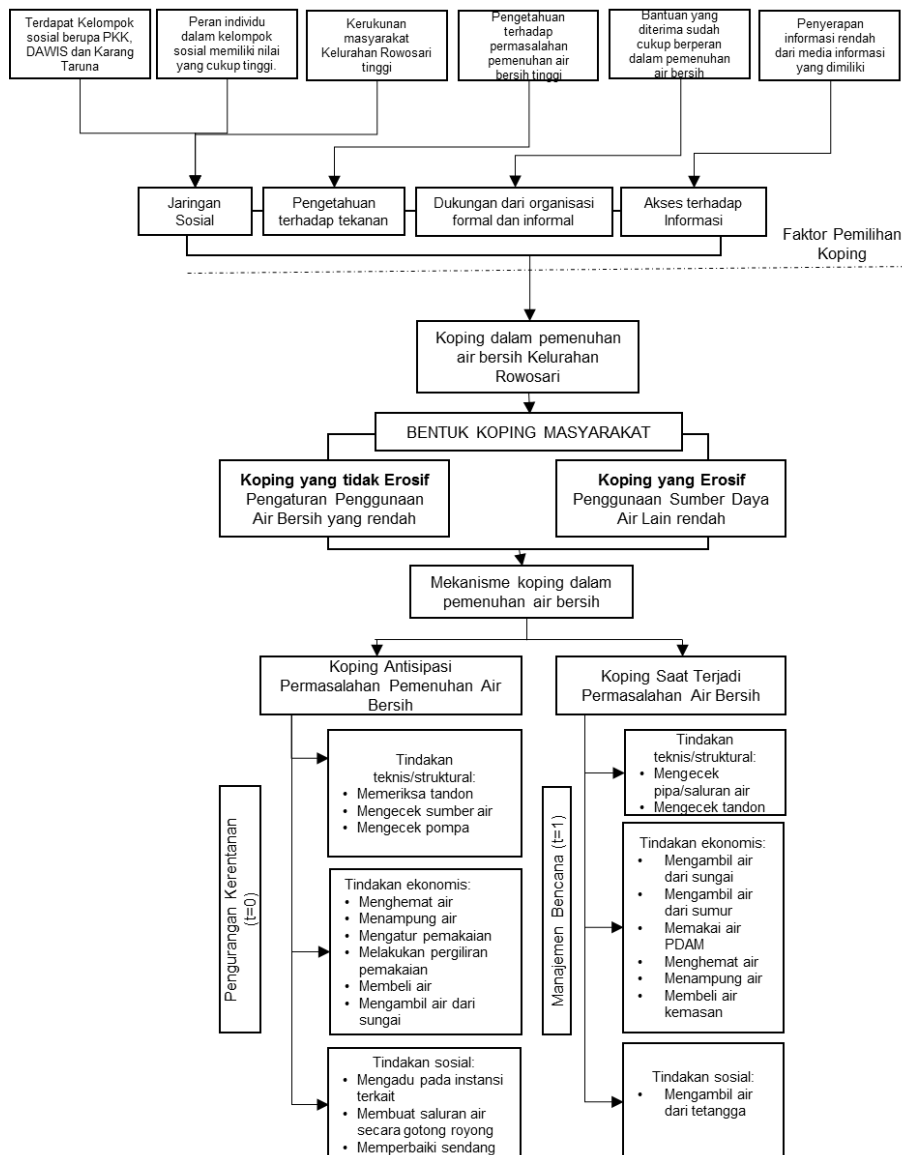 Terdapat Kelompok
sosial berupa PKK,
DAWIS dan Karang
Taruna
Peran individu
dalam kelompok
sosial memiliki nilai
yang cukup tinggi.
Kerukunan
masyarakat
Kelurahan Rowosari
tinggi
Pengetahuan
terhadap
permasalahan
pemenuhan air
bersih tinggi
Bantuan yang
diterima sudah
cukup berperan
dalam pemenuhan
air bersih
Penyerapan
informasi rendah
dari media informasi
yang dimiliki
Jaringan
Sosial
Pengetahuan
terhadap tekanan
Dukungan dari organisasi
formal dan informal
Akses terhadap
Informasi
Faktor Pemilihan
Koping
Koping dalam pemenuhan
air bersih Kelurahan
Rowosari
BENTUK KOPING MASYARAKAT
Koping yang tidak Erosif
Pengaturan Penggunaan
Air Bersih yang rendah
Koping yang Erosif
Penggunaan Sumber Daya
Air Lain rendah
Mekanisme koping dalam
pemenuhan air bersih
Koping Antisipasi
Permasalahan Pemenuhan Air
Bersih
Koping Saat Terjadi
Permasalahan Air Bersih
Pengurangan Kerentanan
(t=0)
Tindakan
teknis/struktural:
• Memeriksa tandon
• Mengecek sumber air
• Mengecek pompa
Tindakan ekonomis:
• Menghemat air
• Menampung air
• Mengatur pemakaian
• Melakukan pergiliran
pemakaian
• Membeli air
• Mengambil air dari
sungai
Tindakan sosial:
• Mengadu pada instansi
terkait
• Membuat saluran air
secara gotong royong
• Memperbaiki sendang
Manajemen Bencana (t=1)
Tindakan
teknis/struktural:
• Mengecek
pipa/saluran air
• Mengecek tandon
Tindakan ekonomis:
• Mengambil air
dari sungai
• Mengambil air
dari sumur
• Memakai air
PDAM
• Menghemat air
• Menampung air
• Membeli air
kemasan
Tindakan sosial:
• Mengambil air
dari tetangga